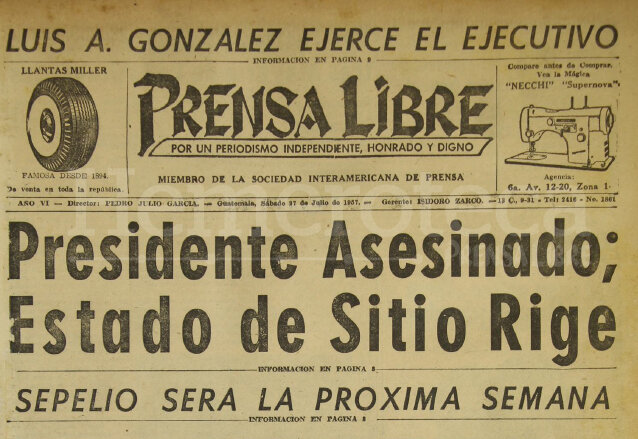 LUIS A. GONZALEZ EJERCE EL EJECUTIVO
INFORMACION EN PAGINA 9
LLANTAS MILLER
FAMOSA DESDE 1894.
De venta en toda la república.
PRENSA LIBRE
POR UN PERIODISMO INDEPENDIENTE, HONRADO Y DIGNO
MIEMBRO DE LA SOCIEDAD INTERAMERICANA DE PRENSA
Compare antes de Comprar.
Vea la Mágica
"NECCHI" "Supernova"
Agencia:
6a. Av. 12-20, Zona 1
AÑO VI — Director: PEDRO JULIO GARCIA. — Guatemala, Sábado 27 de Julio de 1957. — Gerente: ISIDORO ZARCO. — 13 C., 9-31 - Tel: 2416 - No. 1861
Presidente Asesinado;
Estado de Sitio Rige
INFORMACION EN PAGINA 8
SEPELIO SERA LA PROXIMA SEMANA
INFORMACION EN PAGINA 8